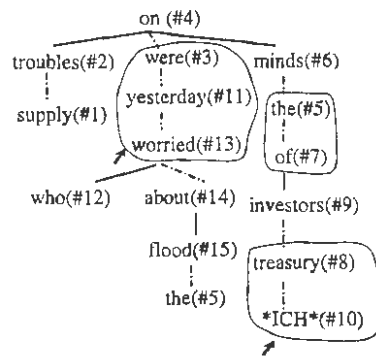 on (#4)
troubles(#2) were(#3) minds(#6)
yesterday(#11) the(#5)
supply(#1)
worried(#13) of(#7)
who(#12) about(#14) investors(#9)
flood(#15) treasury(#8)
the(#5)
*ICH*(#10)